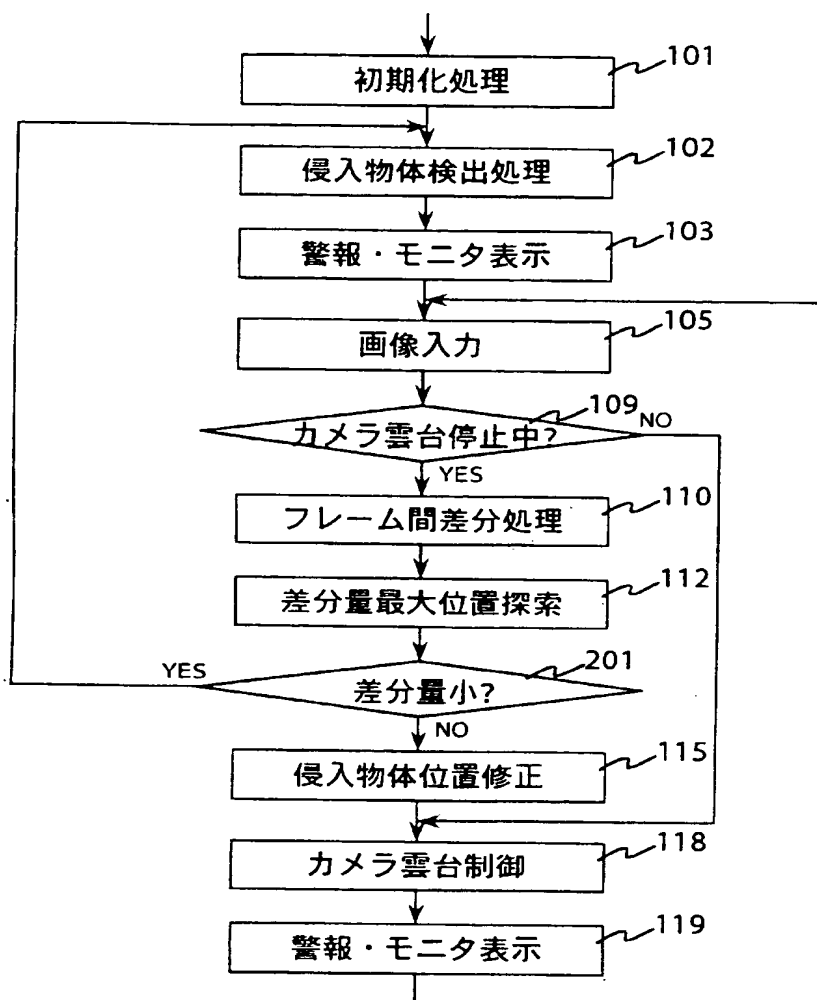 初期化処理 101
侵入物体検出処理 102
警報・モニタ表示 103
画像入力 105
カメラ雲台停止中? 109 NO
YES
フレーム間差分処理 110
差分量最大位置探索 112
YES 差分量小? 201
NO
侵入物体位置修正 115
カメラ雲台制御 118
警報・モニタ表示 119